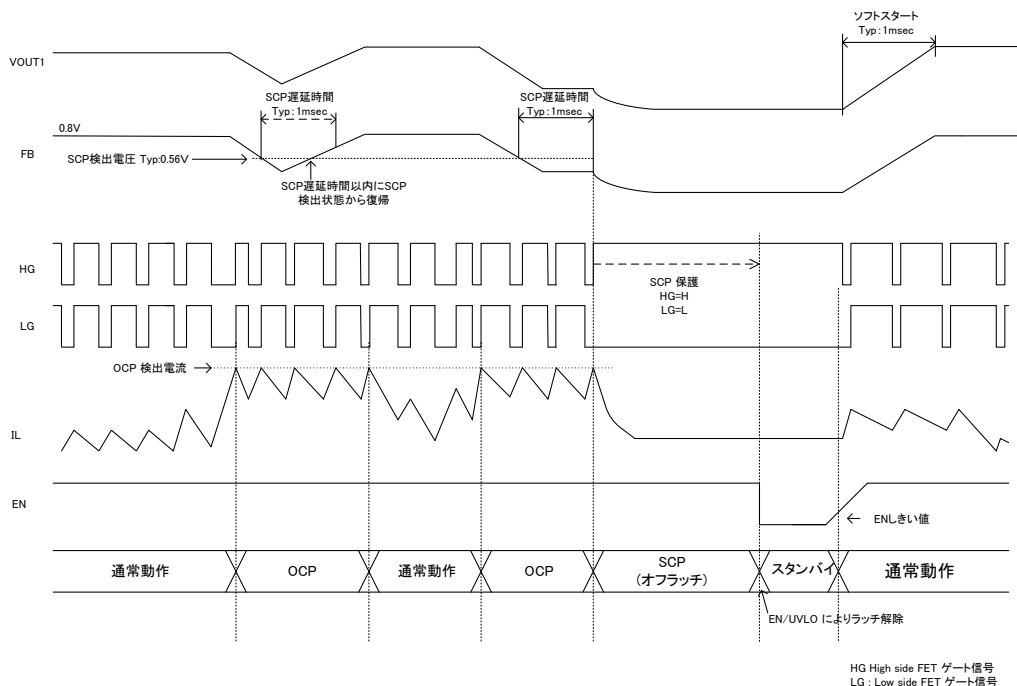 ソフトスタート
Typ:1msec
VOUT1
SCP遅延時間
Typ:1msec
SCP遅延時間
Typ:1msec
0.8V
FB
SCP検出電圧 Typ:0.56V
SCP遅延時間以内にSCP
検出状態から復帰
HG
SCP 保護
HG=H
LG=L
LG
OCP 検出電流
IL
EN
ENしきい値
通常動作
OCP
通常動作
OCP
SCP
(オフラッチ)
スタンバイ
通常動作
EN/UVLO によりラッチ解除
HG High side FET ゲート信号
LG : Low side FET ゲート信号